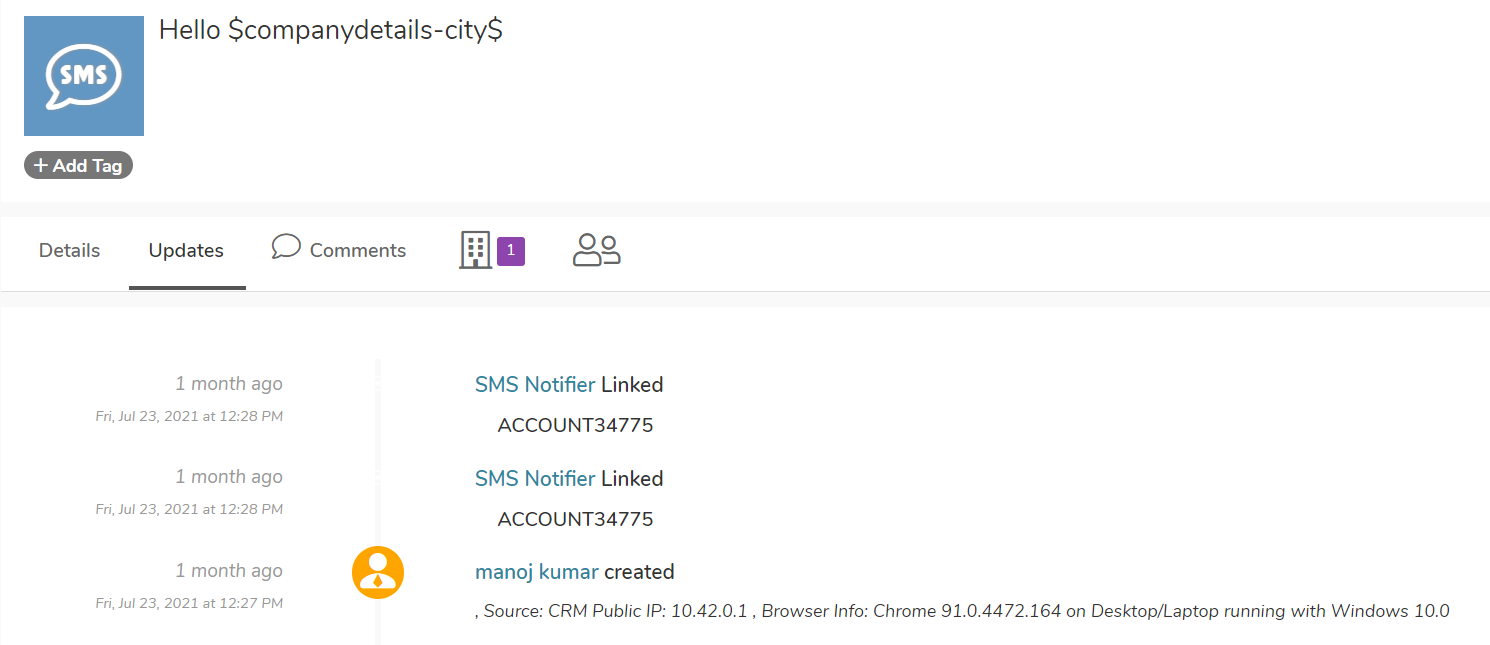 Hello $companydetails-city$
SMS
+ Add Tag
Details Updates Comments 1
1 month ago SMS Notifier Linked
Fri, Jul 23, 2021 at 12:28 PM ACCOUNT34775
1 month ago SMS Notifier Linked
Fri, Jul 23, 2021 at 12:28 PM ACCOUNT34775
1 month ago manoj kumar created
Fri, Jul 23, 2021 at 12:27 PM , Source: CRM Public IP: 10.42.0.1 , Browser Info: Chrome 91.0.4472.164 on Desktop/Laptop running with Windows 10.0